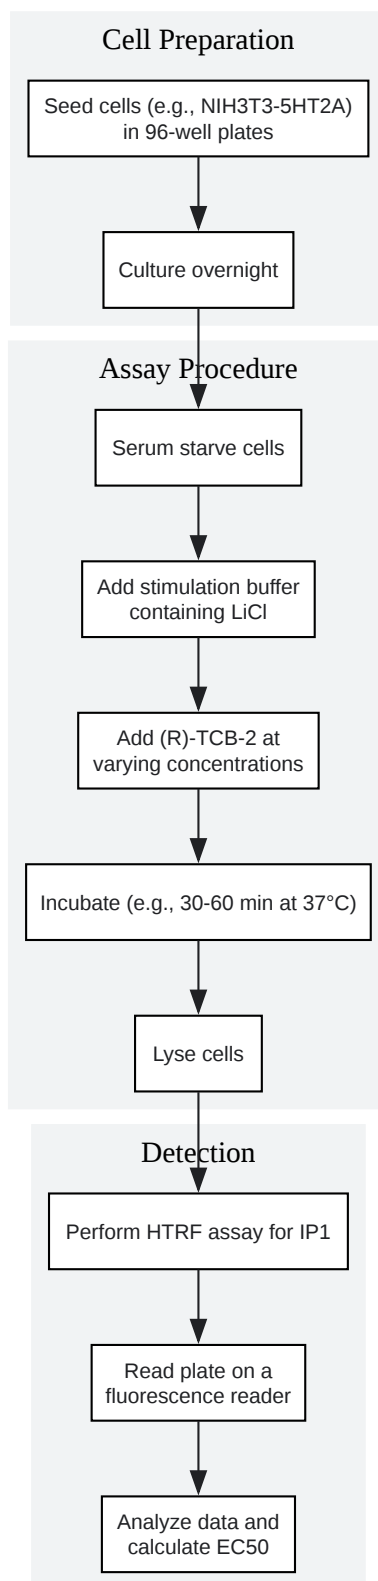 Cell Preparation
Seed cells (e.g., NIH3T3-5HT2A)
in 96-well plates
Culture overnight
Assay Procedure
Serum starve cells
Add stimulation buffer
containing LiCl
Add (R)-TCB-2 at
varying concentrations
Incubate (e.g., 30-60 min at 37°C)
Lyse cells
Detection
Perform HTRF assay for IP1
Read plate on a
fluorescence reader
Analyze data and
calculate EC50